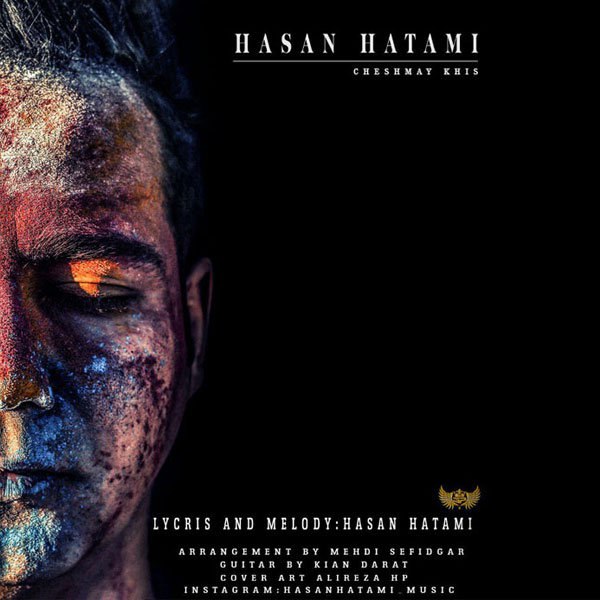 HASAN HATAMI
CHESHMAY KHIS
LYCRIS AND MELODY:HASAN HATAMI
ARRANGEMENT BY MEHDI SEFIDGAR
GUITAR BY KIAN DARAT
COVER ART ALIREZA HP
INSTAGRAM:HASANHATAMI_MUSIC